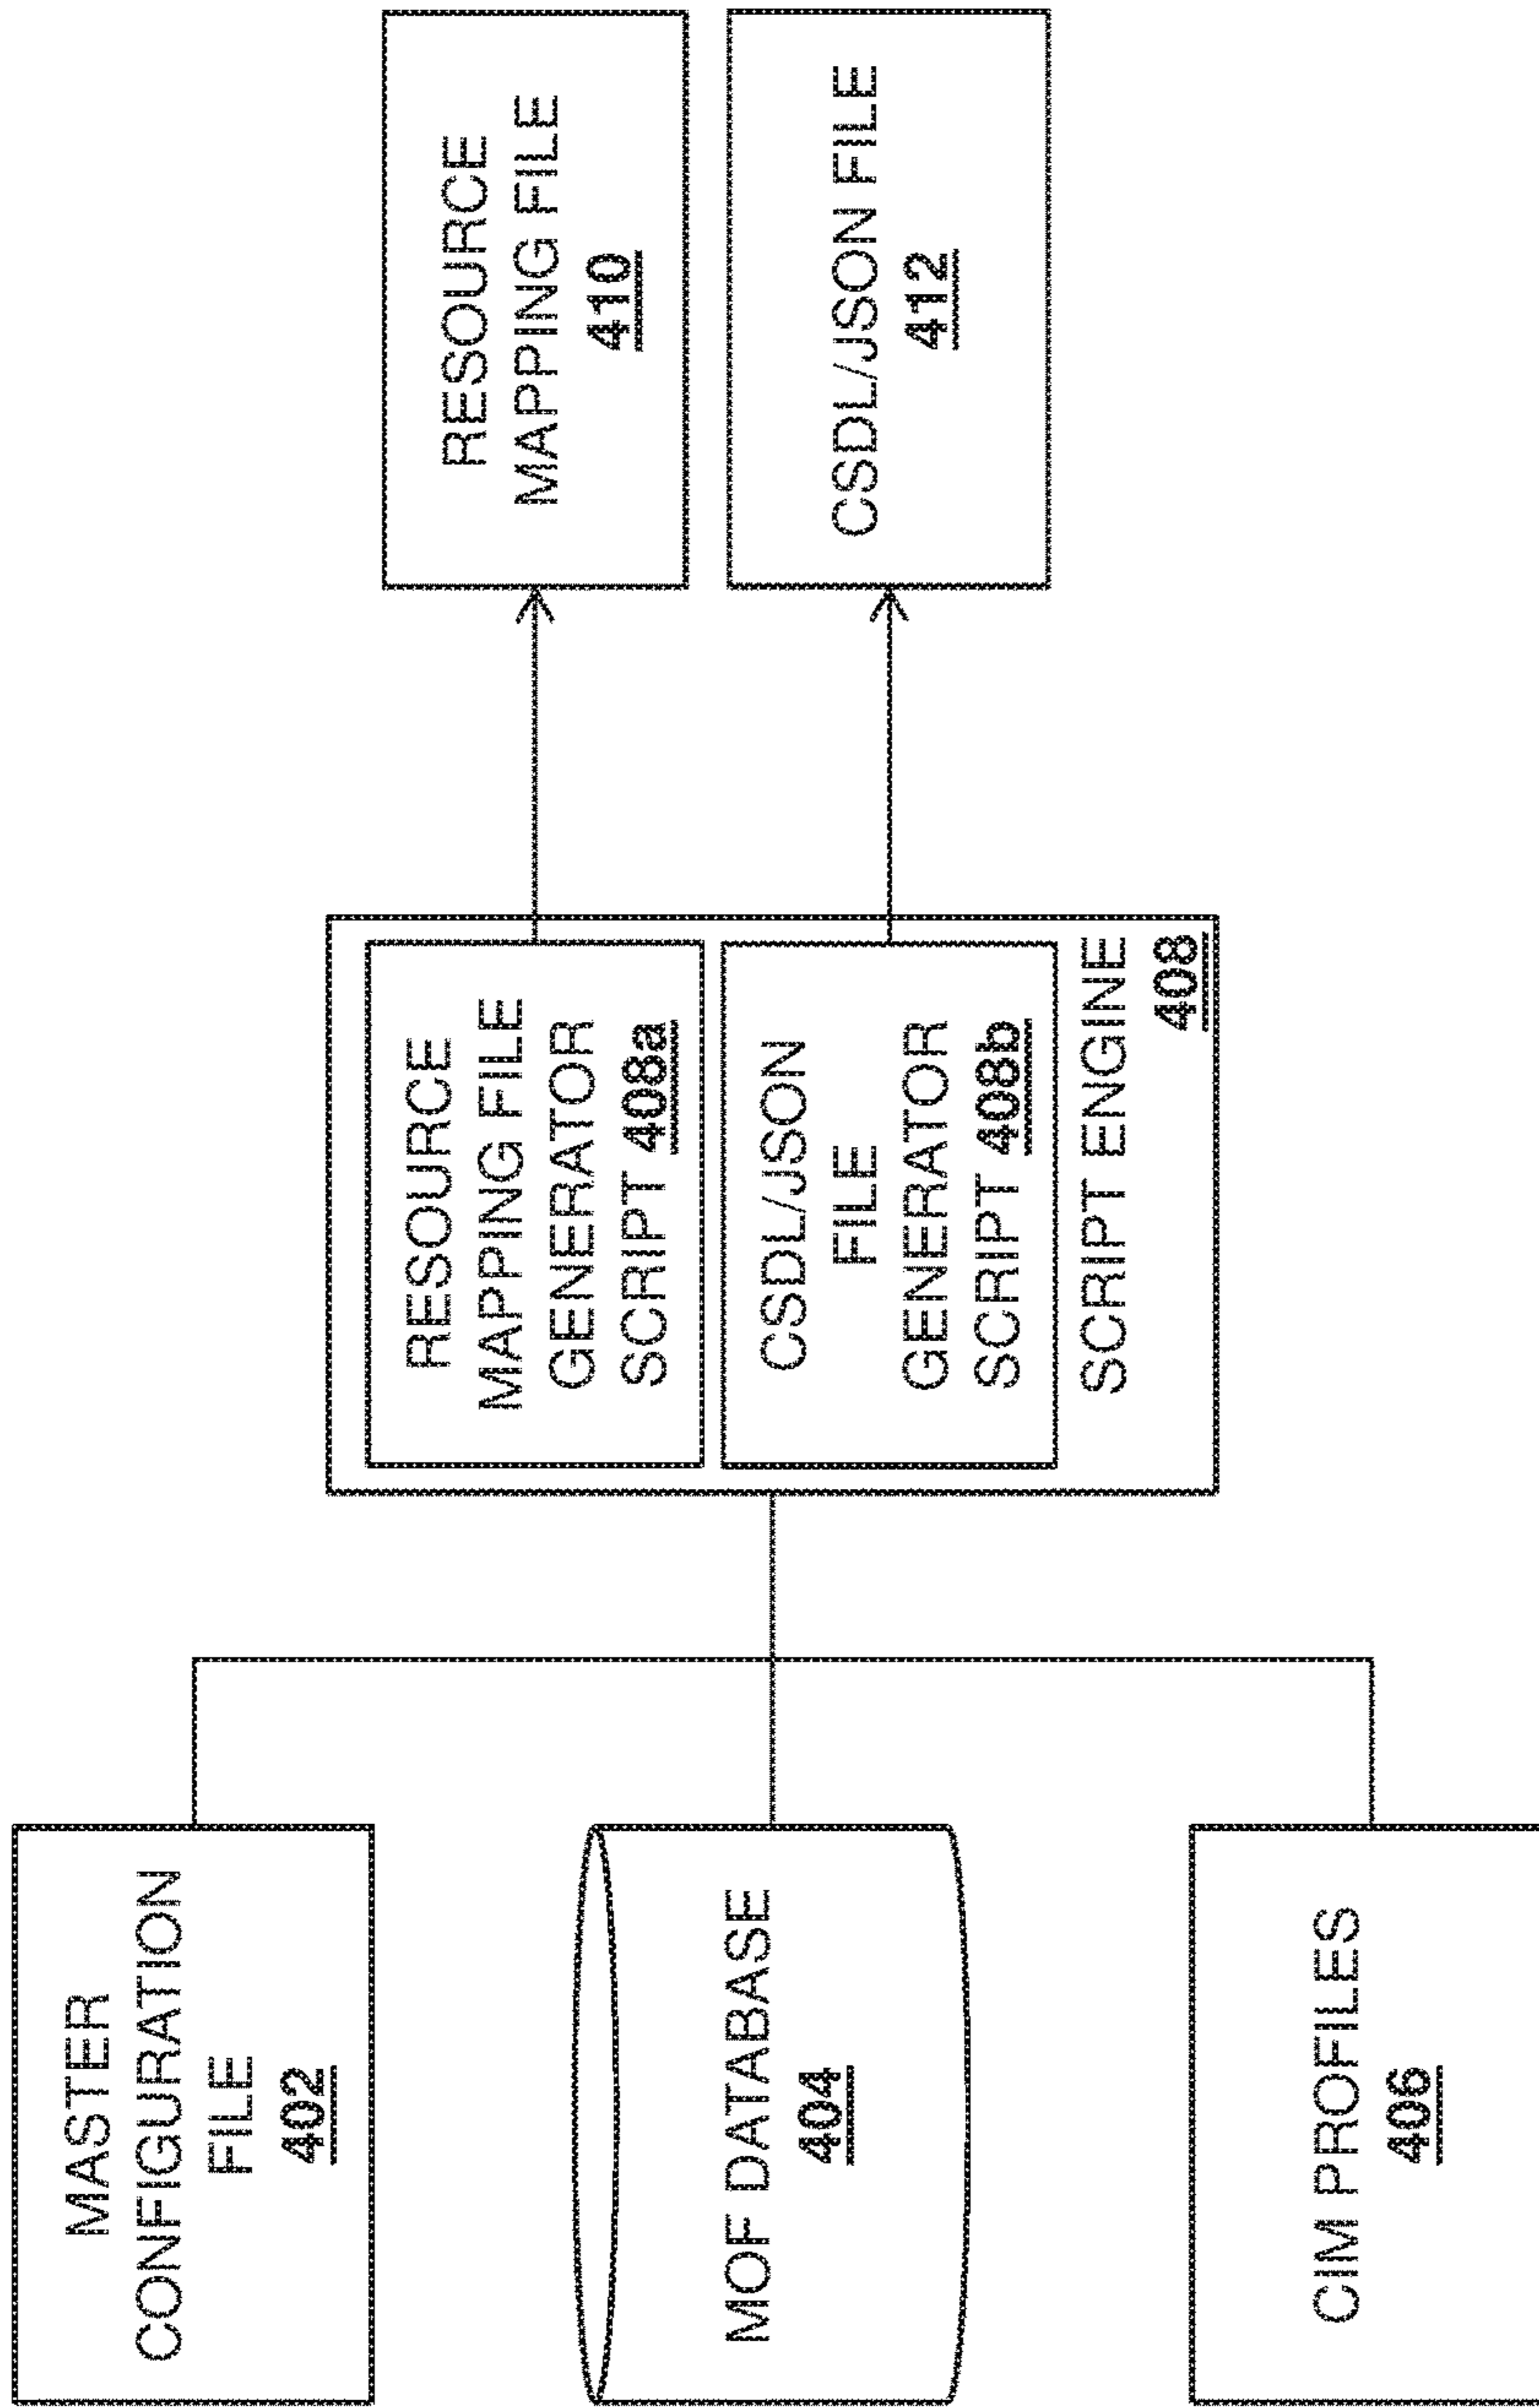 MASTER
CONFIGURATION
FILE
402
MOF DATABASE
404
CIM PROFILES
406
RESOURCE
MAPPING FILE
GENERATOR
SCRIPT 408a
CSDL/JSON
FILE
GENERATOR
SCRIPT 408b
SCRIPT ENGINE
408
RESOURCE
MAPPING FILE
410
CSDL/JSON FILE
412